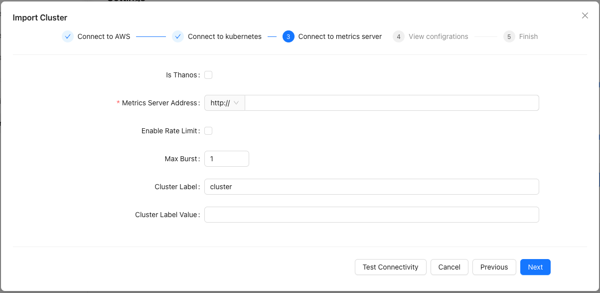 Import Cluster
Connect to AWS
Connect to kubernetes
3 Connect to metrics server
4 View configrations
5 Finish
Is Thanos:
* Metrics Server Address: http://
Enable Rate Limit:
Max Burst: 1
Cluster Label: cluster
Cluster Label Value:
Test Connectivity Cancel Previous Next